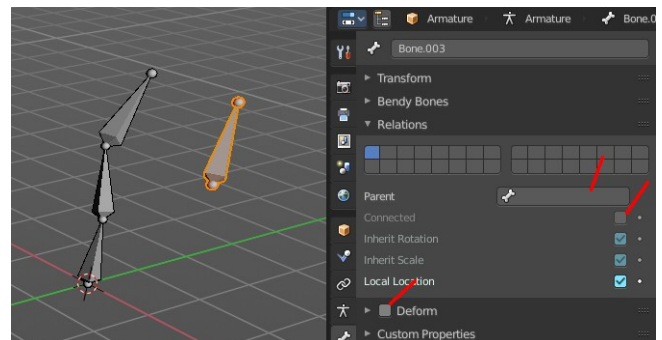 Armature Armature Bone.0
Bone.003
Transform
Bendy Bones
Relations
Parent
Connected
Inherit Rotation
Inherit Scale
Local Location
Deform
Custom Properties